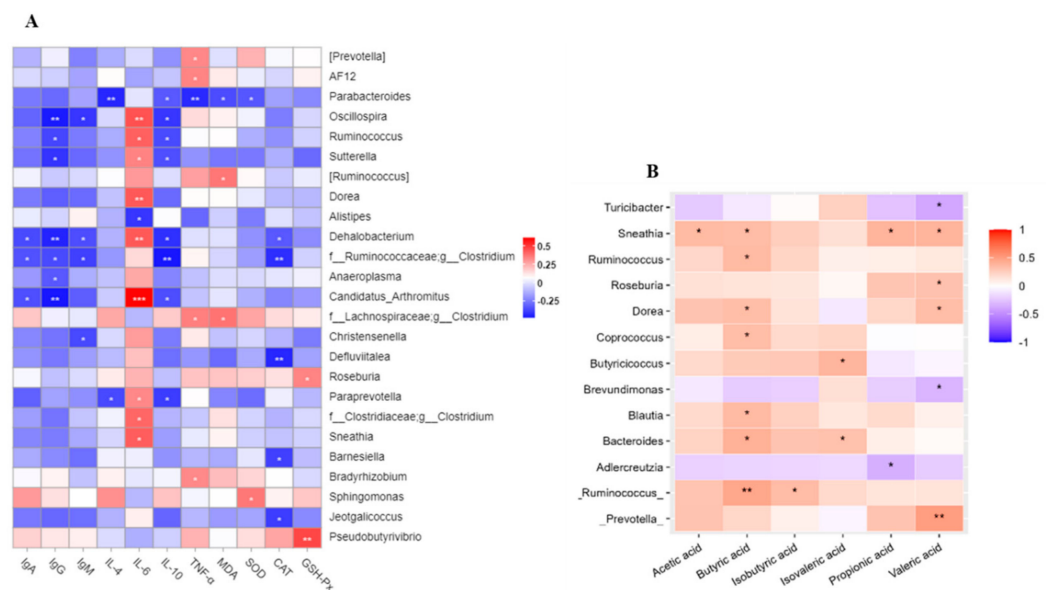 A
[Prevotella]
AF12
Parabacteroides
Oscillospira
Ruminococcus
Sutterella
[Ruminococcus]
Dorea
Alistipes
Dehalobacterium
f__Ruminococcaceae;g__Clostridium
Anaeroplasma
Candidatus_Arthromitus
f__Lachnospiraceae;g__Clostridium
Christensenella
Defluviitalea
Roseburia
Paraprevotella
f__Clostridiaceae;g__Clostridium
Sneathia
Barnesiella
Bradyrhizobium
Sphingomonas
Jeotgalicoccus
Pseudobutyrivibrio
IgA IgG IgM IL-4 IL-6 IL-10 TNF-α MDA SOD CAT GSH-Px
0.5
0.25
0
-0.25
B
Turicibacter
Sneathia
Ruminococcus
Roseburia
Dorea
Coprococcus
Butyricicoccus
Brevundimonas
Blautia
Bacteroides
Adlercreutzia
_Ruminococcus_
_Prevotella_
Acetic acid Butyric acid Isobutyric acid Isovaleric acid Propionic acid Valeric acid
1
0.5
0
-0.5
-1